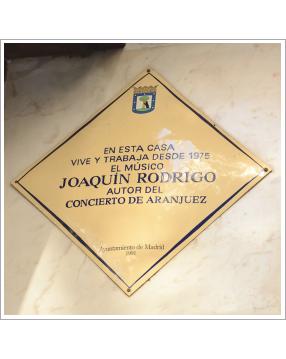 EN ESTA CASA
VIVE Y TRABAJA DESDE 1975
EL MÚSICO
JOAQUÍN RODRIGO
AUTOR DEL
CONCIERTO DE ARANJUEZ
Ayuntamiento de Madrid
1991